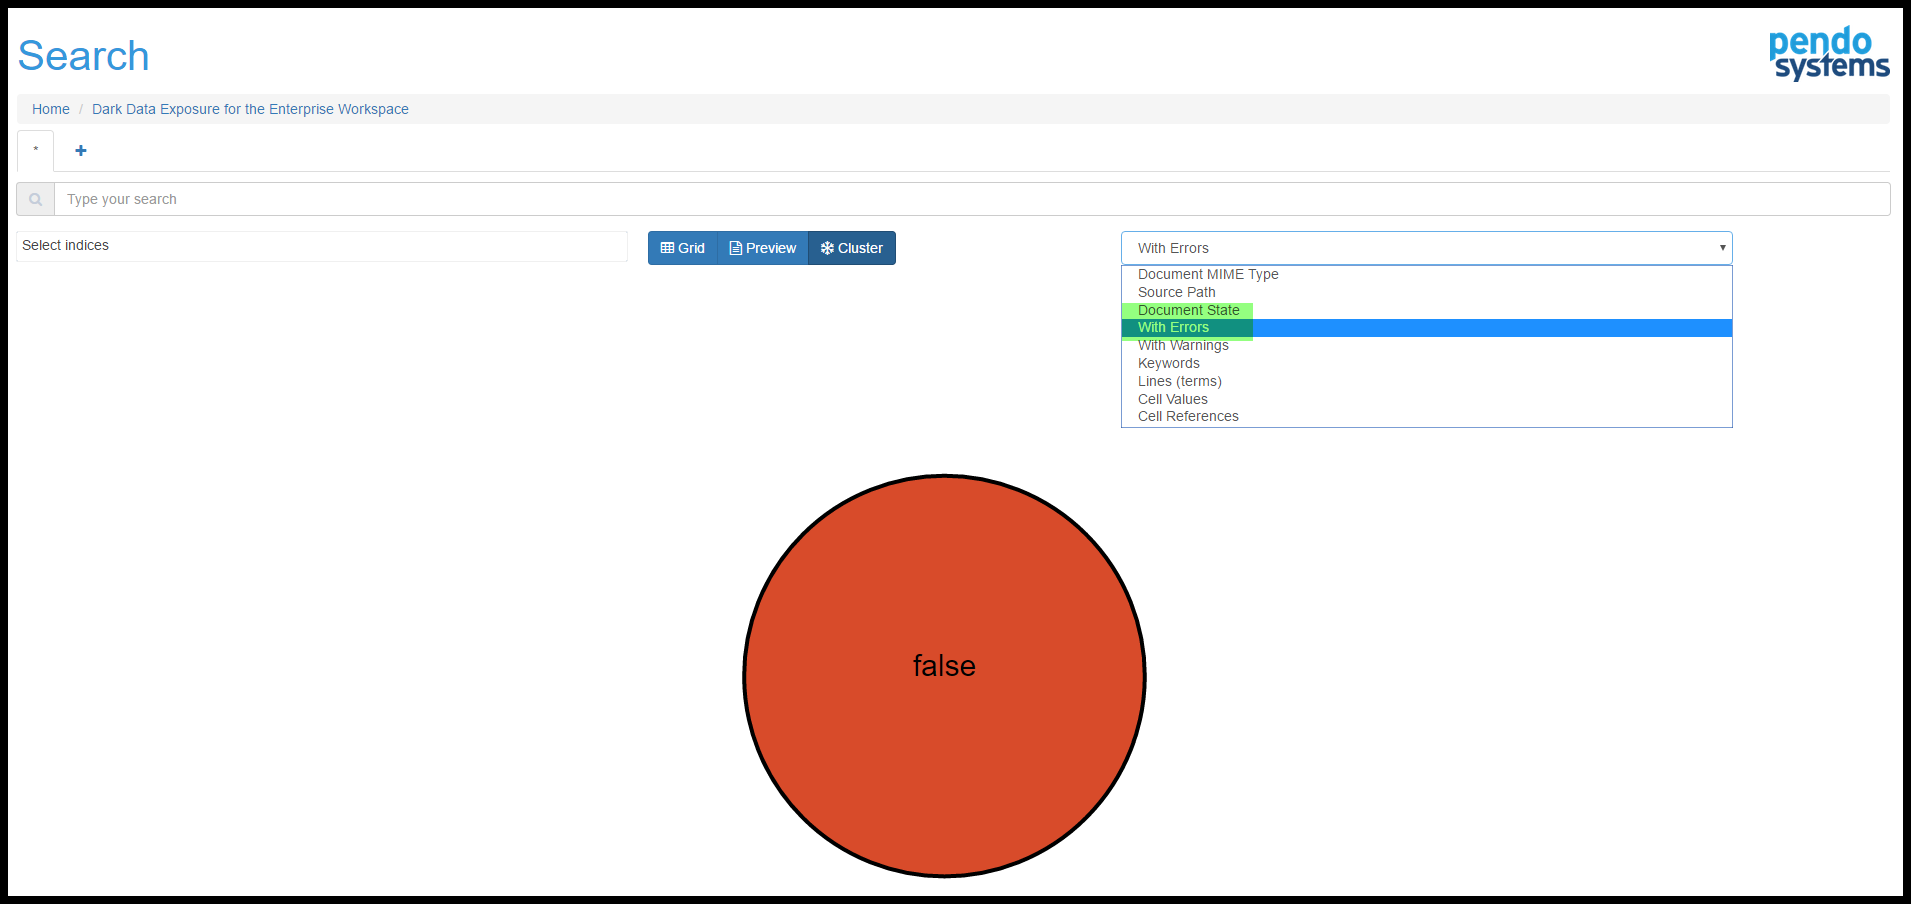 Search
pendo
systems
Home / Dark Data Exposure for the Enterprise Workspace
* +
Type your search
Select indices
Grid Preview Cluster
With Errors
Document MIME Type
Source Path
Document State
With Errors
With Warnings
Keywords
Lines (terms)
Cell Values
Cell References
false